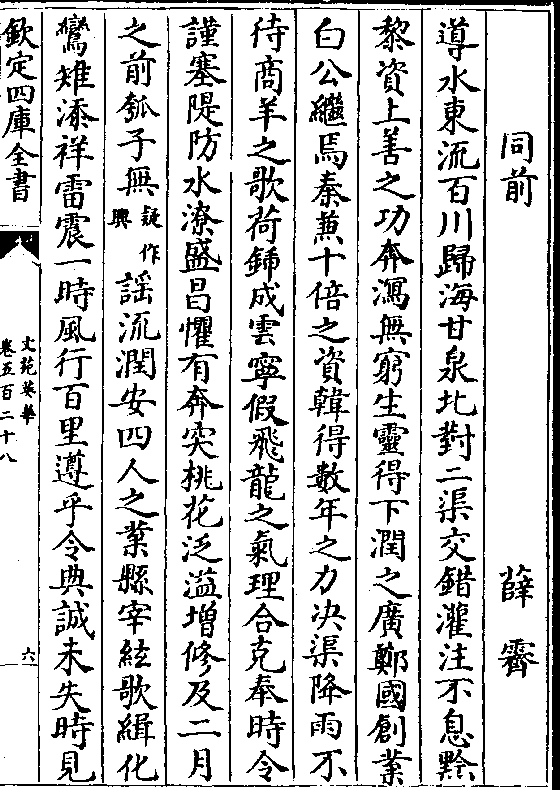 同前 薛齊
導水東流百川歸海甘泉北對二渠交錯灌注不息黔
黎資上善之功奔瀉無窮生靈得下潤之廣鄭國創業
白公繼焉秦蒹十倍之資韓得數年之力决渠降雨不
待商羊之歌荷鍤成雲寧假飛龍之氣理合克奉時令
謹塞隄防水潦盛昌懼有奔突桃花泛溢增修及二月
之前瓠子無疑作興謡流潤安四人之業縣宰絃歌緝化
鸞雉添祥雷震一時風行百里遵乎令典誠未失時見
欽定四庫全書
文苑英華
卷五百二十八
六